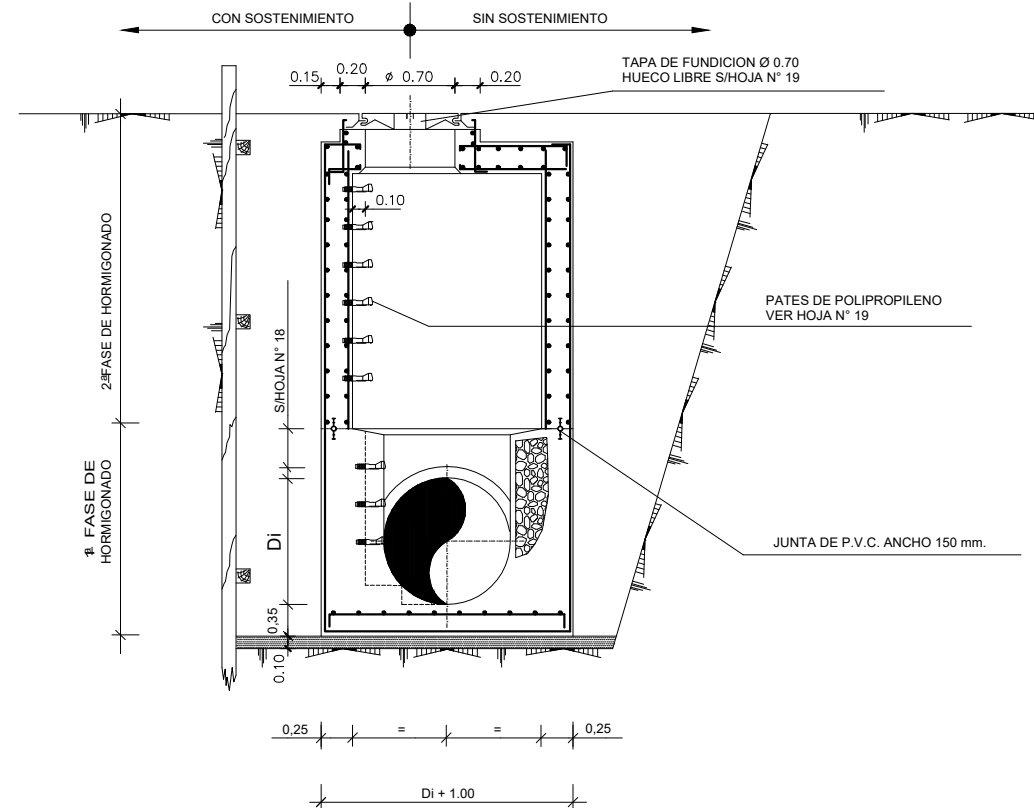 CON SOSTENIMIENTO
SIN SOSTENIMIENTO
TAPA DE FUNDICION Ø 0.70
HUECO LIBRE S/HOJA N° 19
0.15
0.20
ø 0.70
0.20
0.10
PATES DE POLIPROPILENO
VER HOJA N° 19
2ªFASE DE HORMIGONADO
S/HOJA N° 18
1ª FASE DE
HORMIGONADO
Di
JUNTA DE P.V.C. ANCHO 150 mm.
0,35
0.10
0,25
=
=
0,25
Di + 1.00